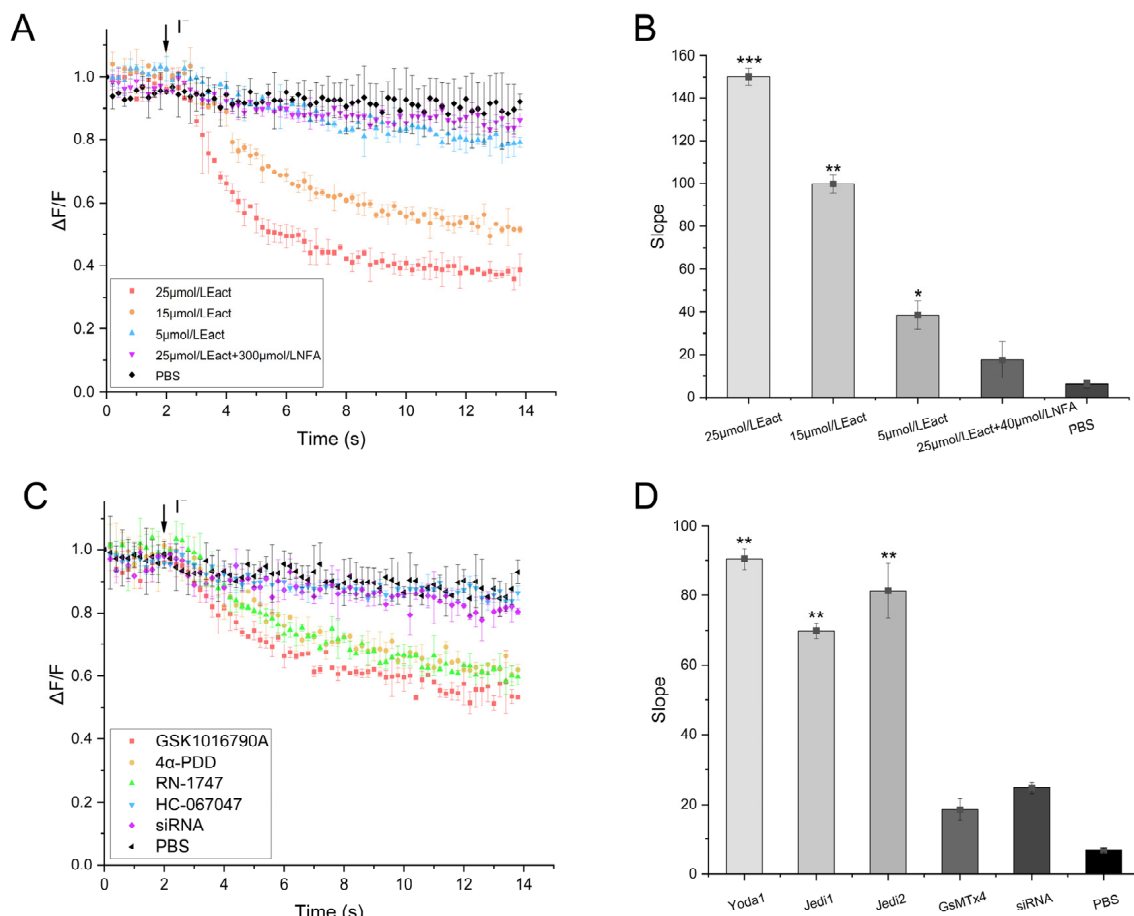 A
I⁻
1.0
0.8
0.6
0.4
0.2
0.0
ΔF/F
25μmol/LEact
15μmol/LEact
5μmol/LEact
25μmol/LEact+300μmol/LNFA
PBS
0 2 4 6 8 10 12 14
Time (s)
B
160
140
120
100
80
60
40
20
0
Slope
***
**
*
25μmol/LEact
15μmol/LEact
5μmol/LEact
25μmol/LEact+40μmol/LNFA
PBS
C
I⁻
1.0
0.8
0.6
0.4
0.2
0.0
ΔF/F
GSK1016790A
4α-PDD
RN-1747
HC-067047
siRNA
PBS
0 2 4 6 8 10 12 14
Time (s)
D
100
80
60
40
20
0
Slope
**
**
**
Yoda1
Jedi1
Jedi2
GsMTx4
siRNA
PBS